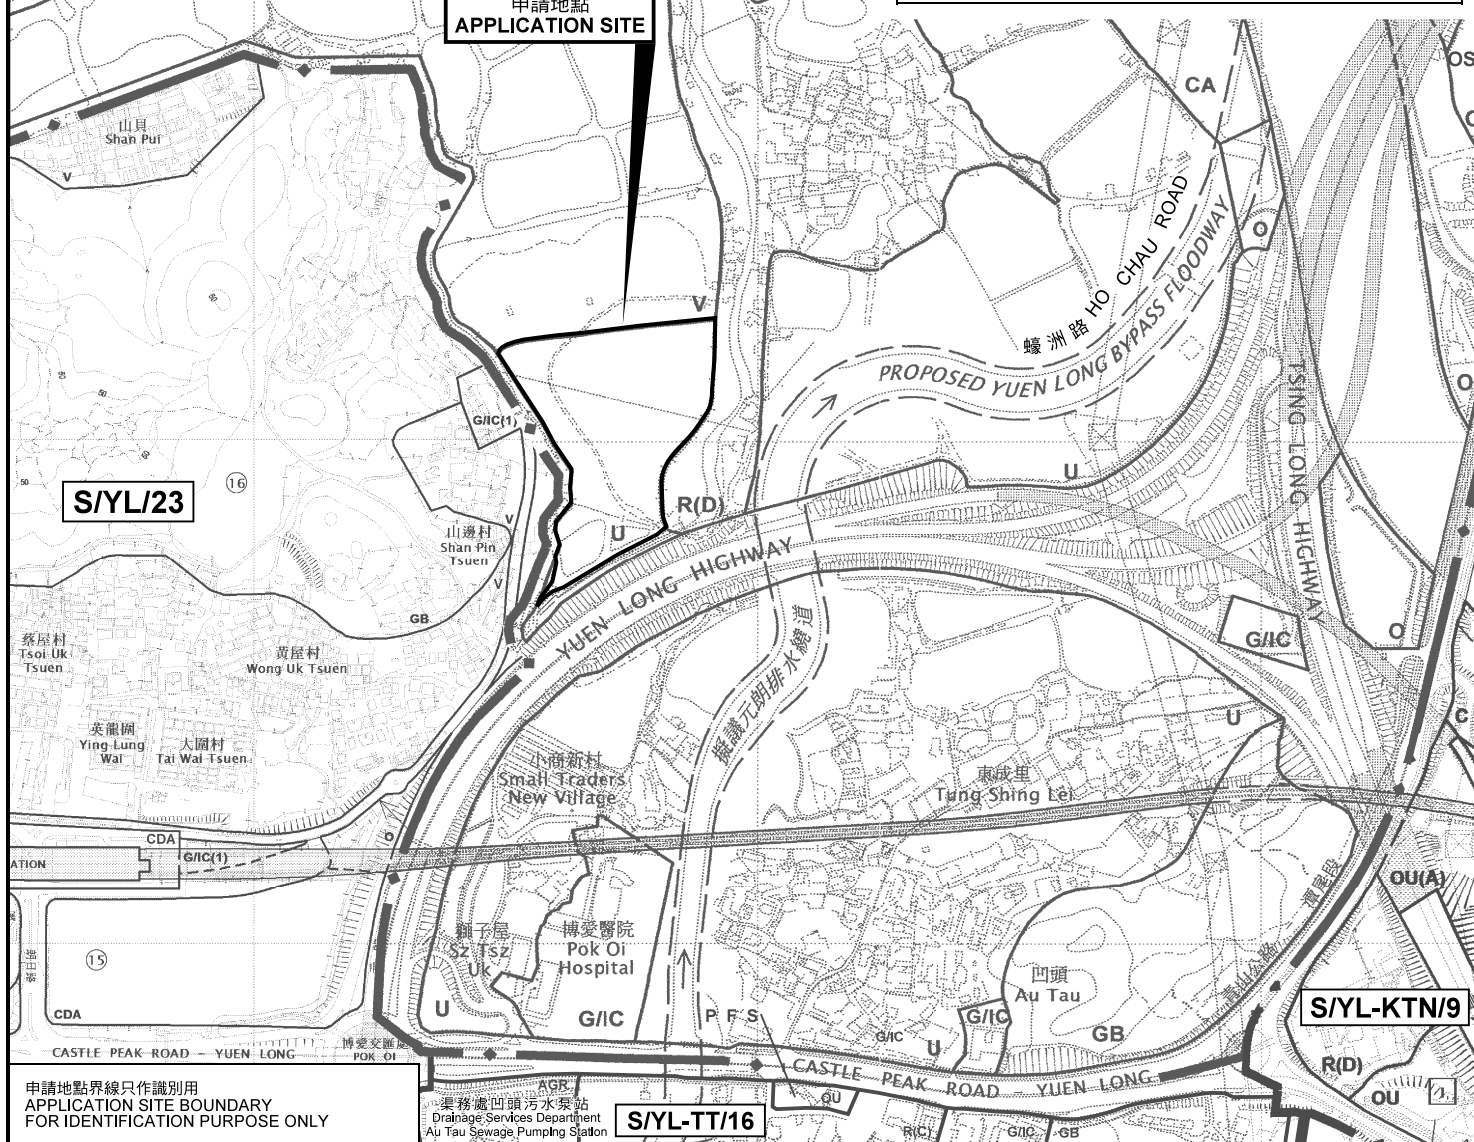 申請地點
APPLICATION SITE
CA
山貝
Shan Pui
V
HO CHAU ROAD
蠔洲路
PROPOSED YUEN LONG BYPASS FLOODWAY
O
V
TSING LONG HIGHWAY
O
G/IC(1)
16
S/YL/23
U
R(D)
U
山邊村
Shan Pin
Tsuen
V
V
YUEN LONG HIGHWAY
GB
擬議元朗排水繞道
G/IC
O
蔡屋村
Tsoi Uk
Tsuen
黃屋村
Wong Uk Tsuen
英龍圍
Ying Lung
Wai
大圍村
Tai Wai Tsuen
U
C
小商新村
Small Traders
New Village
東成里
Tung Shing Lei
CDA
G/IC(1)
ATION
O
OU(A)
獅子屋
Sz Tsz
Uk
博愛醫院
Pok Oi
Hospital
15
凹頭
Au Tau
青山公路
U
G/IC
P F S
G/IC
G/IC
U
GB
S/YL-KTN/9
CDA
CASTLE PEAK ROAD - YUEN LONG
POK OI
CASTLE PEAK ROAD - YUEN LONG
R(D)
OU
申請地點界線只作識別用
APPLICATION SITE BOUNDARY
FOR IDENTIFICATION PURPOSE ONLY
AGR
OU
渠務處凹頭污水泵站
Drainage Services Department
Au Tau Sewage Pumping Station
S/YL-TT/16
R(C)
G/IC
GB